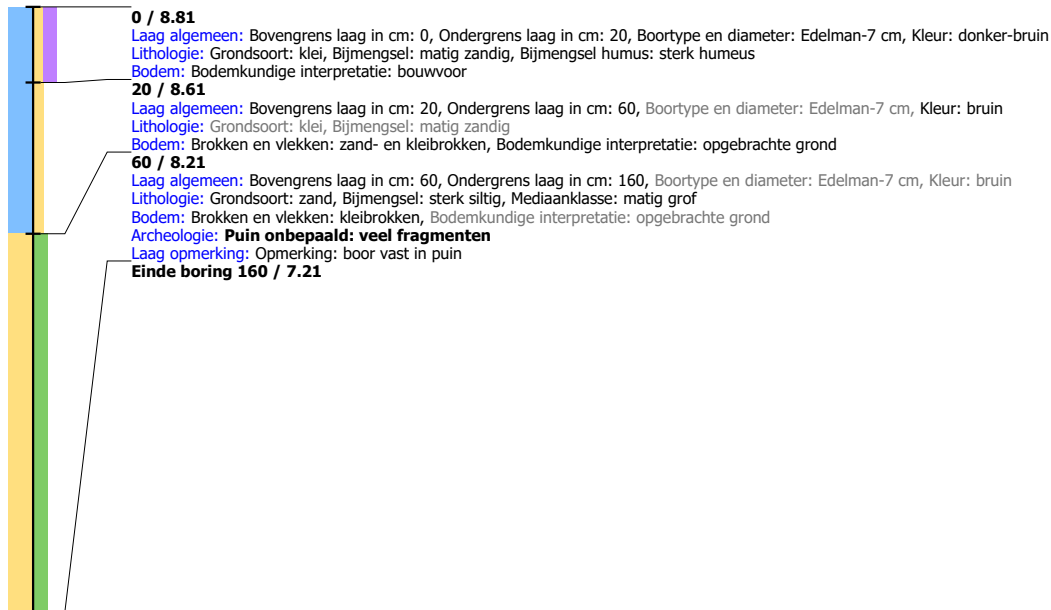 0 / 8.81
Laag algemeen: Bovengrens laag in cm: 0, Ondergrens laag in cm: 20, Boortype en diameter: Edelman-7 cm, Kleur: donker-bruin
Lithologie: Grondsoort: klei, Bijmengsel: matig zandig, Bijmengsel humus: sterk humeus
Bodem: Bodemkundige interpretatie: bouwvoor
20 / 8.61
Laag algemeen: Bovengrens laag in cm: 20, Ondergrens laag in cm: 60, Boortype en diameter: Edelman-7 cm, Kleur: bruin
Lithologie: Grondsoort: klei, Bijmengsel: matig zandig
Bodem: Brokken en vlekken: zand- en kleibrokken, Bodemkundige interpretatie: opgebrachte grond
60 / 8.21
Laag algemeen: Bovengrens laag in cm: 60, Ondergrens laag in cm: 160, Boortype en diameter: Edelman-7 cm, Kleur: bruin
Lithologie: Grondsoort: zand, Bijmengsel: sterk siltig, Mediaanklasse: matig grof
Bodem: Brokken en vlekken: kleibrokken, Bodemkundige interpretatie: opgebrachte grond
Archeologie: Puin onbepaald: veel fragmenten
Laag opmerking: Opmerking: boor vast in puin
Einde boring 160 / 7.21